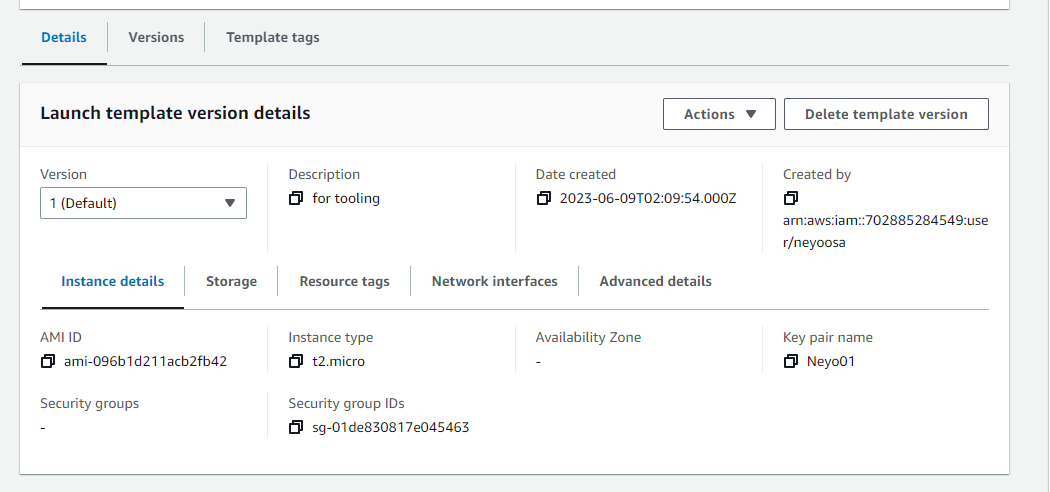 Details Versions Template tags
Launch template version details Actions Delete template version
Version Description Date created Created by
1 (Default) for tooling 2023-06-09T02:09:54.000Z
arn:aws:iam::702885284549:use
r/neyoosa
Instance details Storage Resource tags Network interfaces Advanced details
AMI ID Instance type Availability Zone Key pair name
ami-096b1d211acb2fb42 t2.micro - Neyo01
Security groups Security group IDs
- sg-01de830817e045463